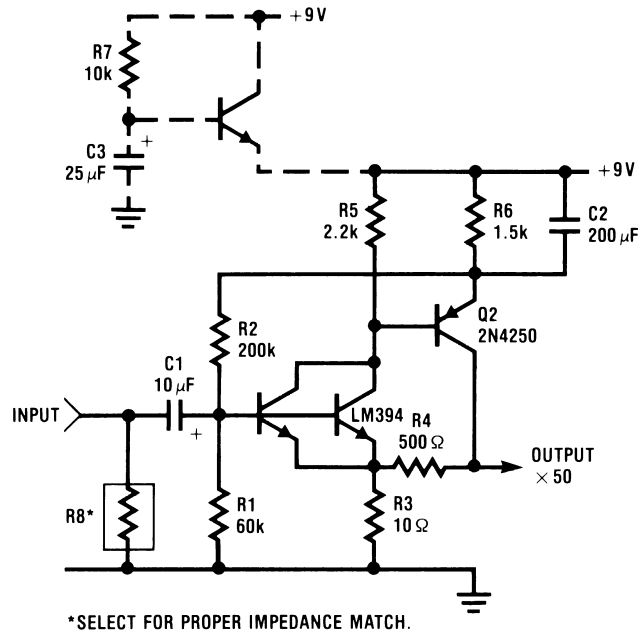 +9V
R7
10k
+
C3
25 µF
+9V
R5
2.2k
R6
1.5k
C2
200 µF
Q2
2N4250
R2
200k
C1
10 µF
+
INPUT
LM394
R4
500 Ω
OUTPUT
× 50
R8*
R1
60k
R3
10 Ω
*SELECT FOR PROPER IMPEDANCE MATCH.